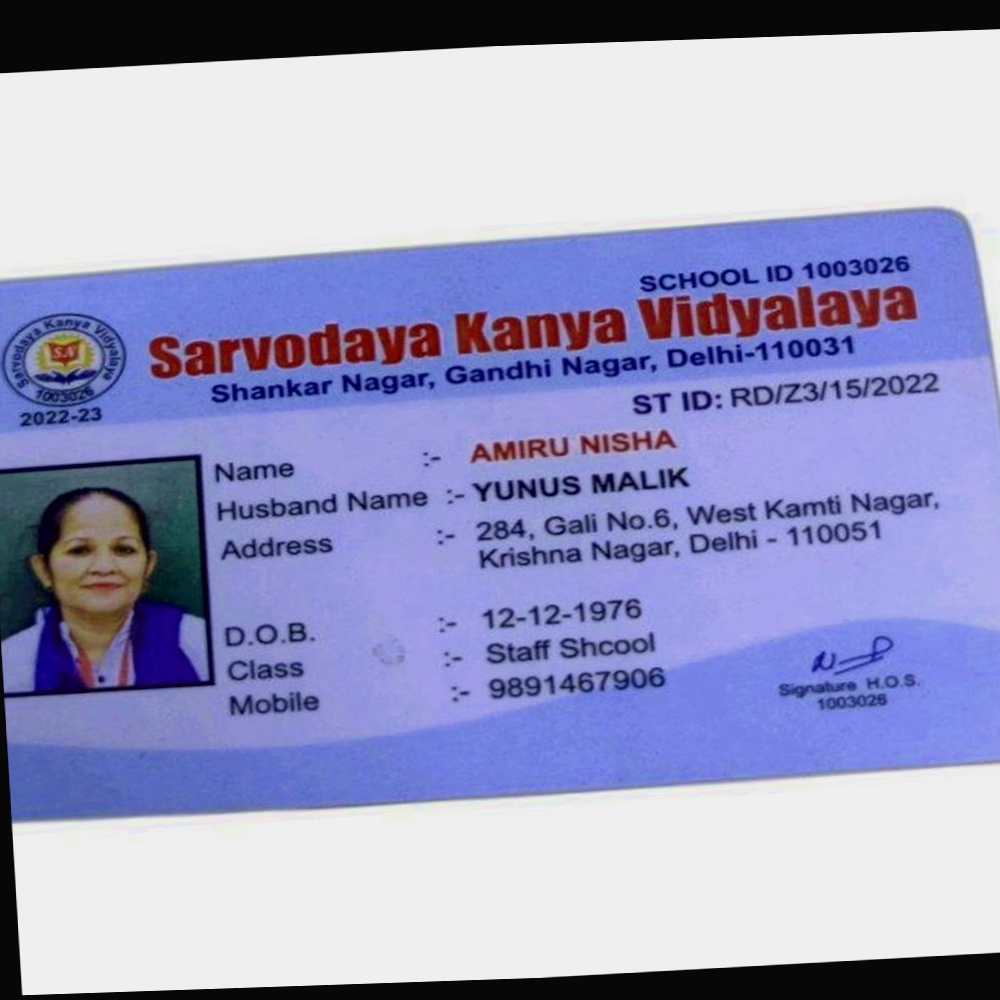 SCHOOL ID 1003026
Sarvodaya Kanya Vidyalaya
Shankar Nagar, Gandhi Nagar, Delhi-110031
Sarvodaya Kanya Vidyalaya
S.V
1003026
2022-23
ST ID: RD/Z3/15/2022
Name :- AMIRU NISHA
Husband Name :- YUNUS MALIK
Address :- 284, Gali No.6, West Kamti Nagar,
Krishna Nagar, Delhi - 110051
D.O.B. :- 12-12-1976
Class :- Staff Shcool
Mobile :- 9891467906
Signature H.O.S.
1003026